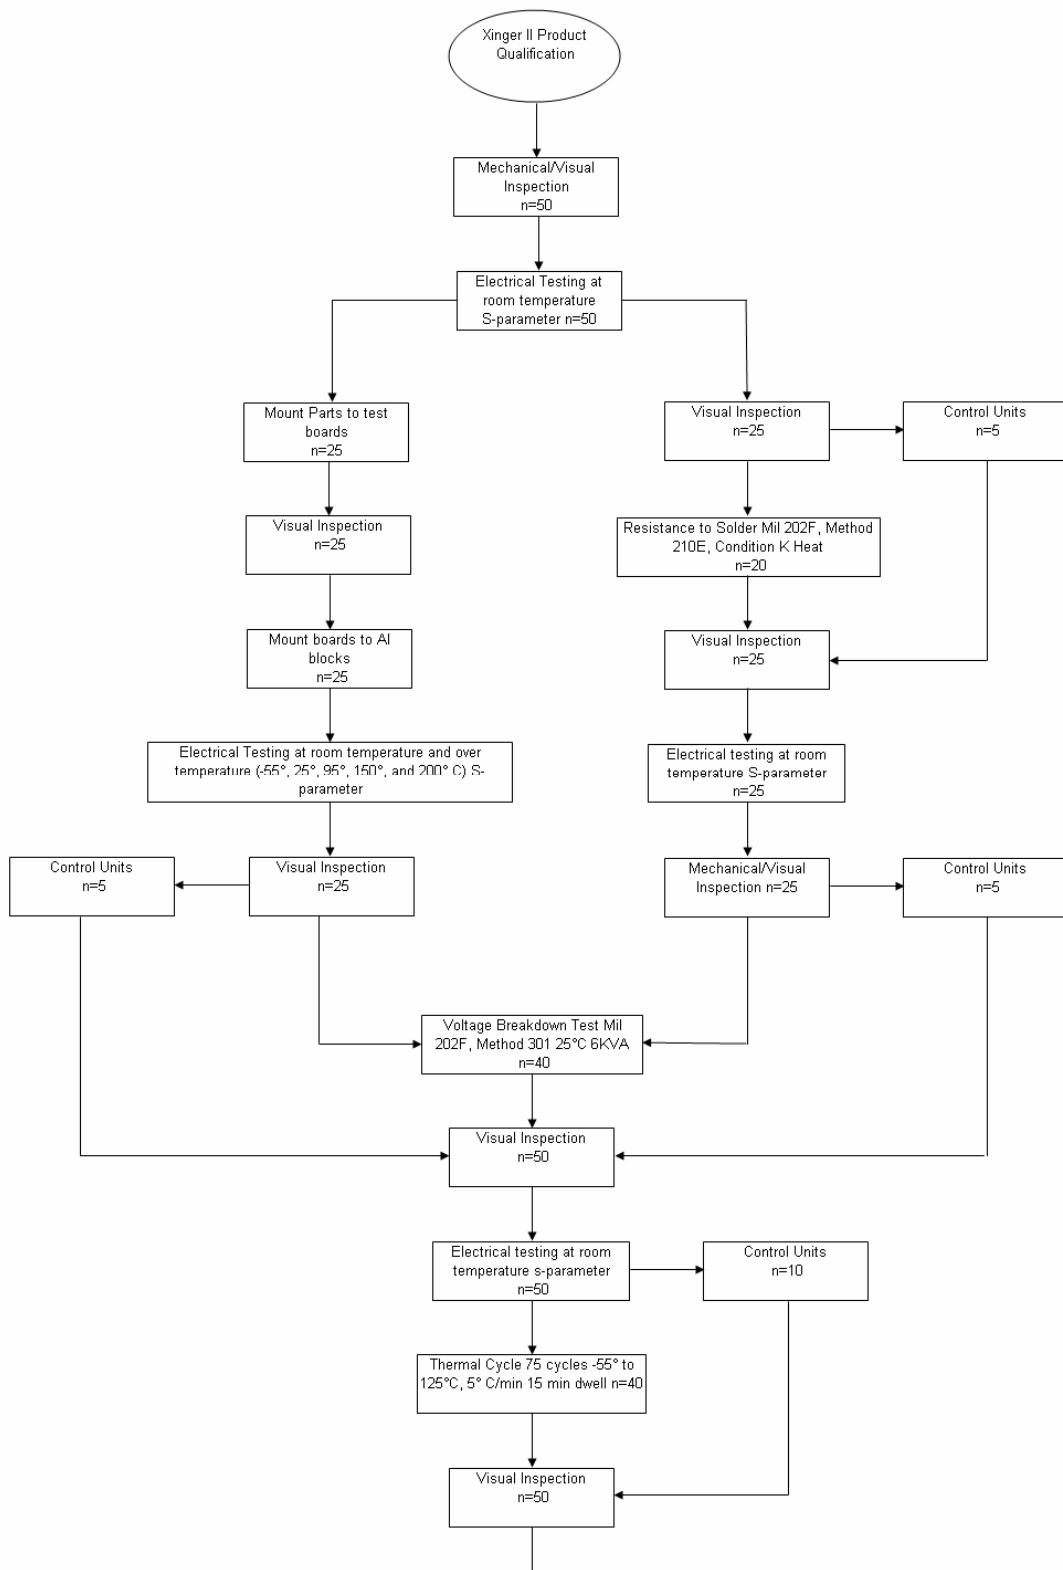 Xinger II Product
Qualification
Mechanical/Visual
Inspection
n=50
Electrical Testing at
room temperature
S-parameter n=50
Mount Parts to test
boards
n=25
Visual Inspection
n=25
Control Units
n=5
Visual Inspection
n=25
Resistance to Solder Mil 202F, Method
210E, Condition K Heat
n=20
Mount boards to Al
blocks
n=25
Visual Inspection
n=25
Electrical Testing at room temperature and over
temperature (-55°, 25°, 95°, 150°, and 200° C) S-
parameter
Electrical testing at room
temperature S-parameter
n=25
Control Units
n=5
Visual Inspection
n=25
Mechanical/Visual
Inspection n=25
Control Units
n=5
Voltage Breakdown Test Mil
202F, Method 301 25°C 6KVA
n=40
Visual Inspection
n=50
Electrical testing at room
temperature s-parameter
n=50
Control Units
n=10
Thermal Cycle 75 cycles -55° to
125°C, 5° C/min 15 min dwell n=40
Visual Inspection
n=50